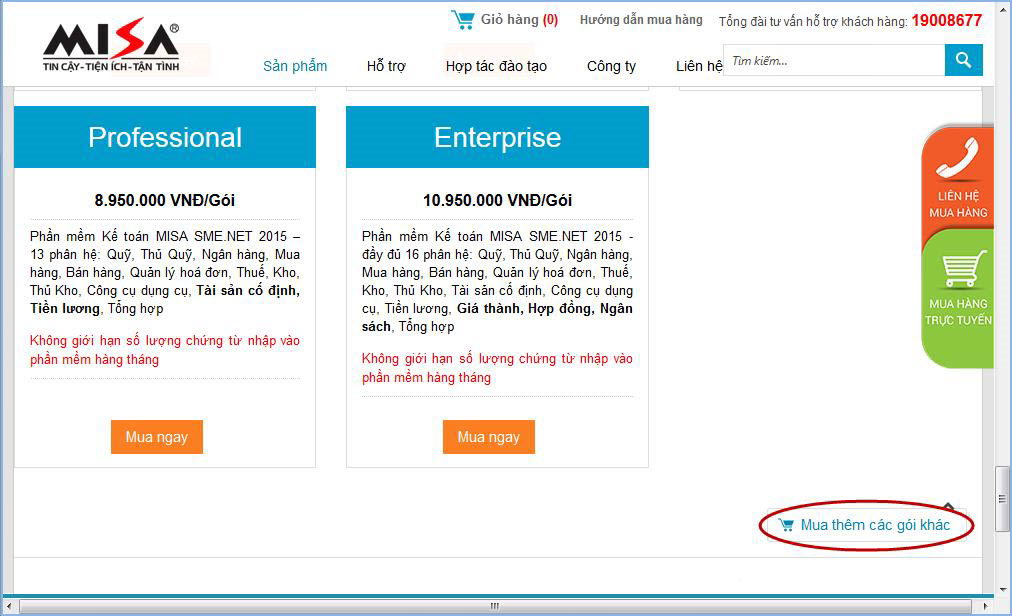 MISA®
TIN CẬY-TIỆN ÍCH-TẬN TÌNH
Giỏ hàng (0)
Hướng dẫn mua hàng
Tổng đài tư vấn hỗ trợ khách hàng: 19008677
Sản phẩm
Hỗ trợ
Hợp tác đào tạo
Công ty
Liên hệ
Tìm kiếm...
Professional
8.950.000 VNĐ/Gói
Phần mềm Kế toán MISA SME.NET 2015 –
13 phân hệ: Quỹ, Thủ Quỹ, Ngân hàng, Mua
hàng, Bán hàng, Quản lý hoá đơn, Thuế, Kho,
Thủ Kho, Công cụ dụng cụ, Tài sản cố định,
Tiền lương, Tổng hợp
Không giới hạn số lượng chứng từ nhập vào
phần mềm hàng tháng
Mua ngay
Enterprise
10.950.000 VNĐ/Gói
Phần mềm Kế toán MISA SME.NET 2015 -
đầy đủ 16 phân hệ: Quỹ, Thủ Quỹ, Ngân hàng,
Mua hàng, Bán hàng, Quản lý hoá đơn, Thuế,
Kho, Thủ Kho, Tài sản cố định, Công cụ dụng
cụ, Tiền lương, Giá thành, Hợp đồng, Ngân
sách, Tổng hợp
Không giới hạn số lượng chứng từ nhập vào
phần mềm hàng tháng
Mua ngay
LIÊN HỆ
MUA HÀNG
MUA HÀNG
TRỰC TUYẾN
Mua thêm các gói khác